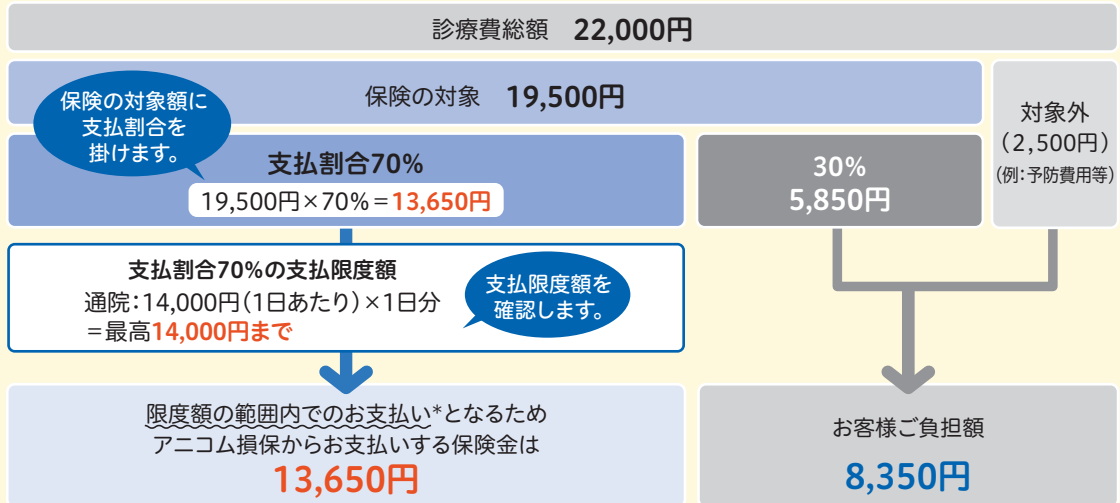 診療費総額 22,000円
保険の対象額に
支払割合を
掛けます。
保険の対象 19,500円
対象外
(2,500円)
(例:予防費用等)
支払割合70%
19,500円×70%=13,650円
30%
5,850円
支払割合70%の支払限度額
通院:14,000円(1日あたり)×1日分
=最高14,000円まで
支払限度額を
確認します。
限度額の範囲内でのお支払い*となるため
アニコム損保からお支払いする保険金は
13,650円
お客様ご負担額
8,350円